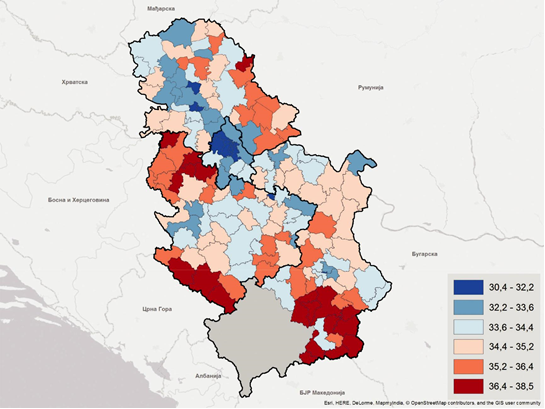 Мађарска
Хрватска
Румунија
Босна и Херцеговина
Бугарска
Црна Гора
Албанија
БЈР Македонија
30,4 - 32,2
32,2 - 33,6
33,6 - 34,4
34,4 - 35,2
35,2 - 36,4
36,4 - 38,5
Esri, HERE, DeLorme, MapmyIndia, © OpenStreetMap contributors, and the GIS user community